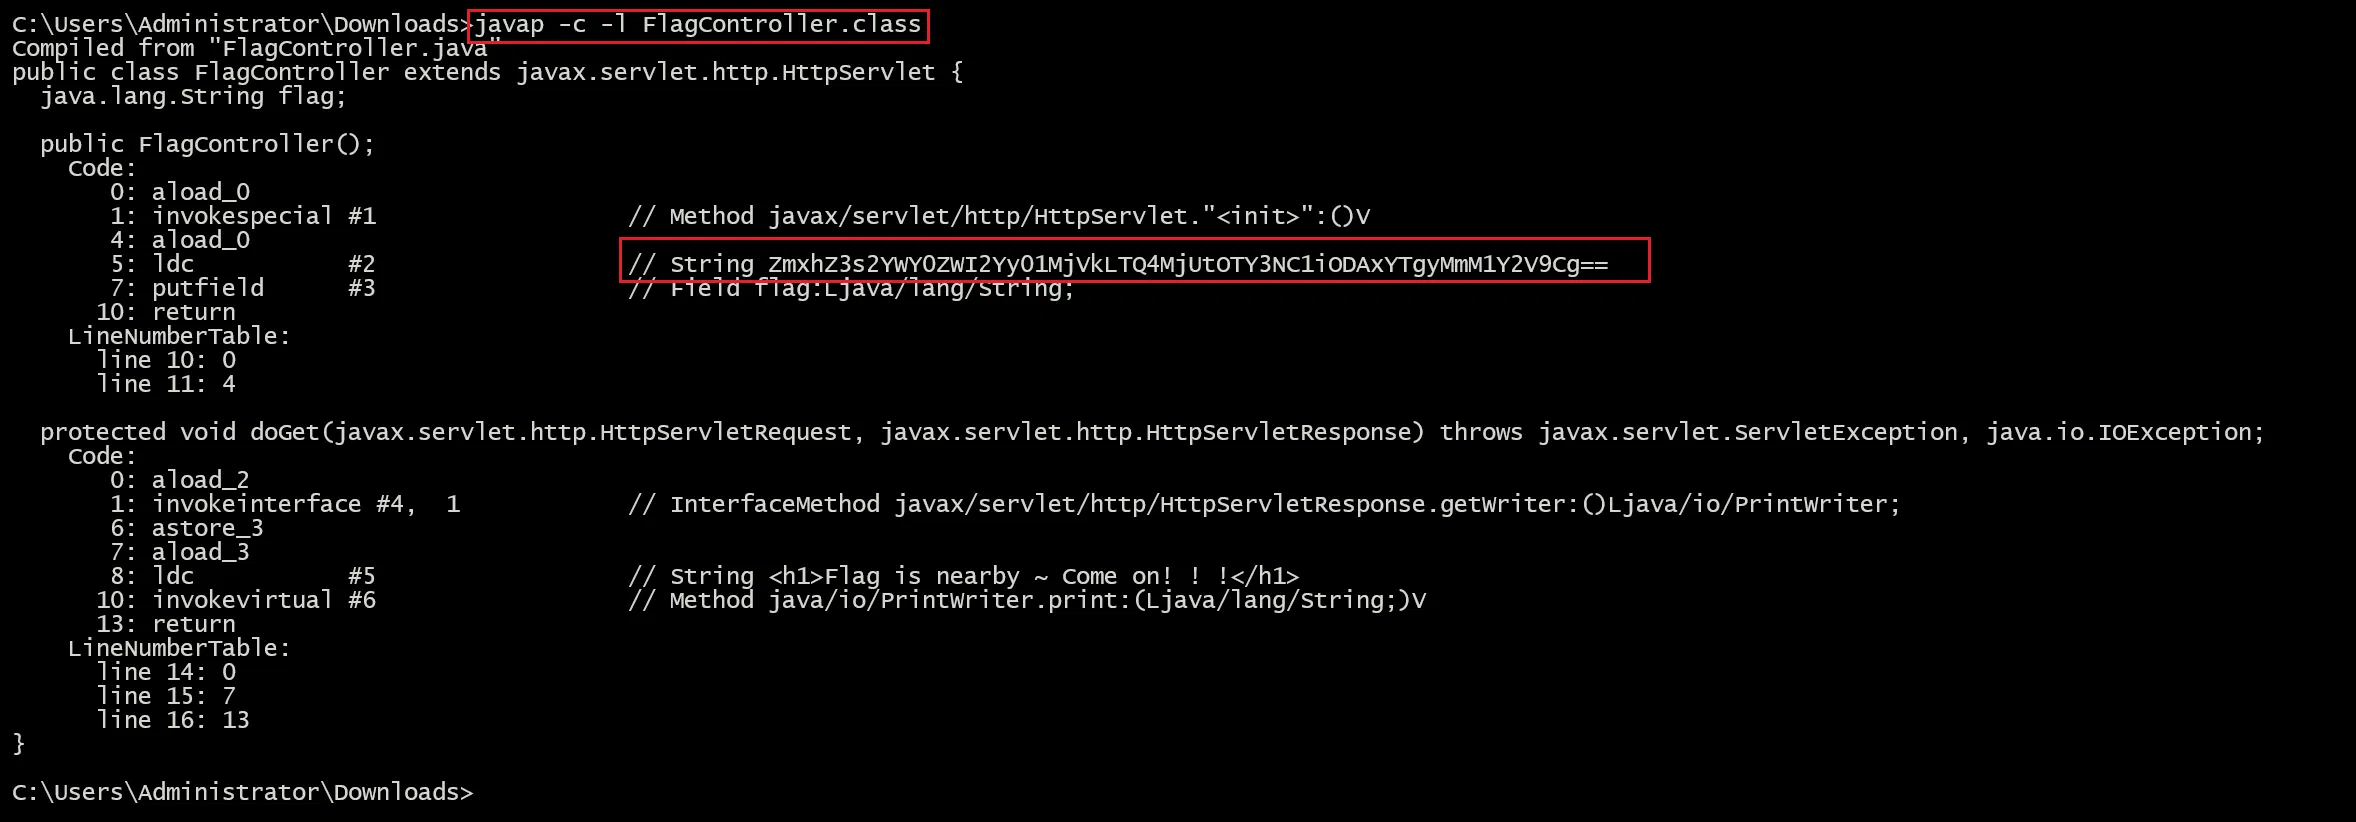 C:\Users\Administrator\Downloads>javap -c -l FlagController.class
Compiled from "FlagController.java"
public class FlagController extends javax.servlet.http.HttpServlet {
  java.lang.String flag;

  public FlagController();
    Code:
       0: aload_0
       1: invokespecial #1                  // Method javax/servlet/http/HttpServlet."<init>":()V
       4: aload_0
       5: ldc           #2                  // String ZmxhZ3s2YWY0ZWI2Yy01MjVkLTQ4MjUtOTY3NC1iODAxYTgyMmM1Y2V9Cg==
       7: putfield      #3                  // Field flag:Ljava/lang/String;
      10: return
    LineNumberTable:
      line 10: 0
      line 11: 4

  protected void doGet(javax.servlet.http.HttpServletRequest, javax.servlet.http.HttpServletResponse) throws javax.servlet.ServletException, java.io.IOException;
    Code:
       0: aload_2
       1: invokeinterface #4,  1            // InterfaceMethod javax/servlet/http/HttpServletResponse.getWriter:()Ljava/io/PrintWriter;
       6: astore_3
       7: aload_3
       8: ldc           #5                  // String <h1>Flag is nearby ~ Come on! ! !</h1>
      10: invokevirtual #6                  // Method java/io/PrintWriter.print:(Ljava/lang/String;)V
      13: return
    LineNumberTable:
      line 14: 0
      line 15: 7
      line 16: 13
}

C:\Users\Administrator\Downloads>